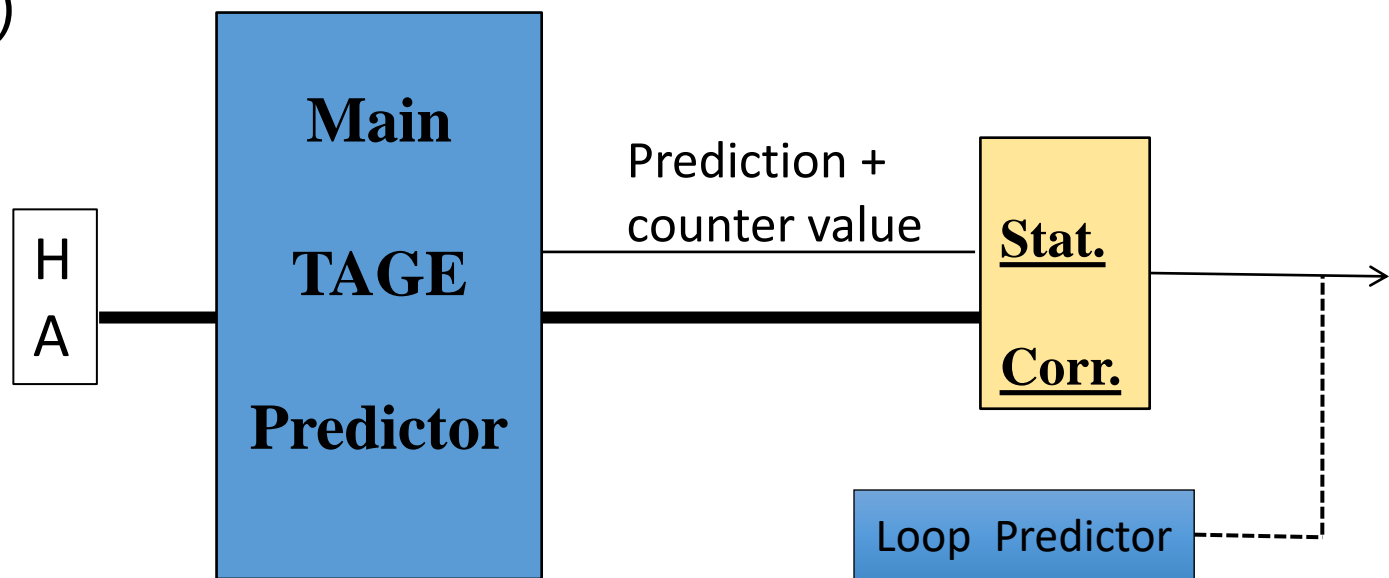 )
Main
TAGE
Predictor
H
A
Prediction +
counter value
Stat.
Corr.
Loop Predictor